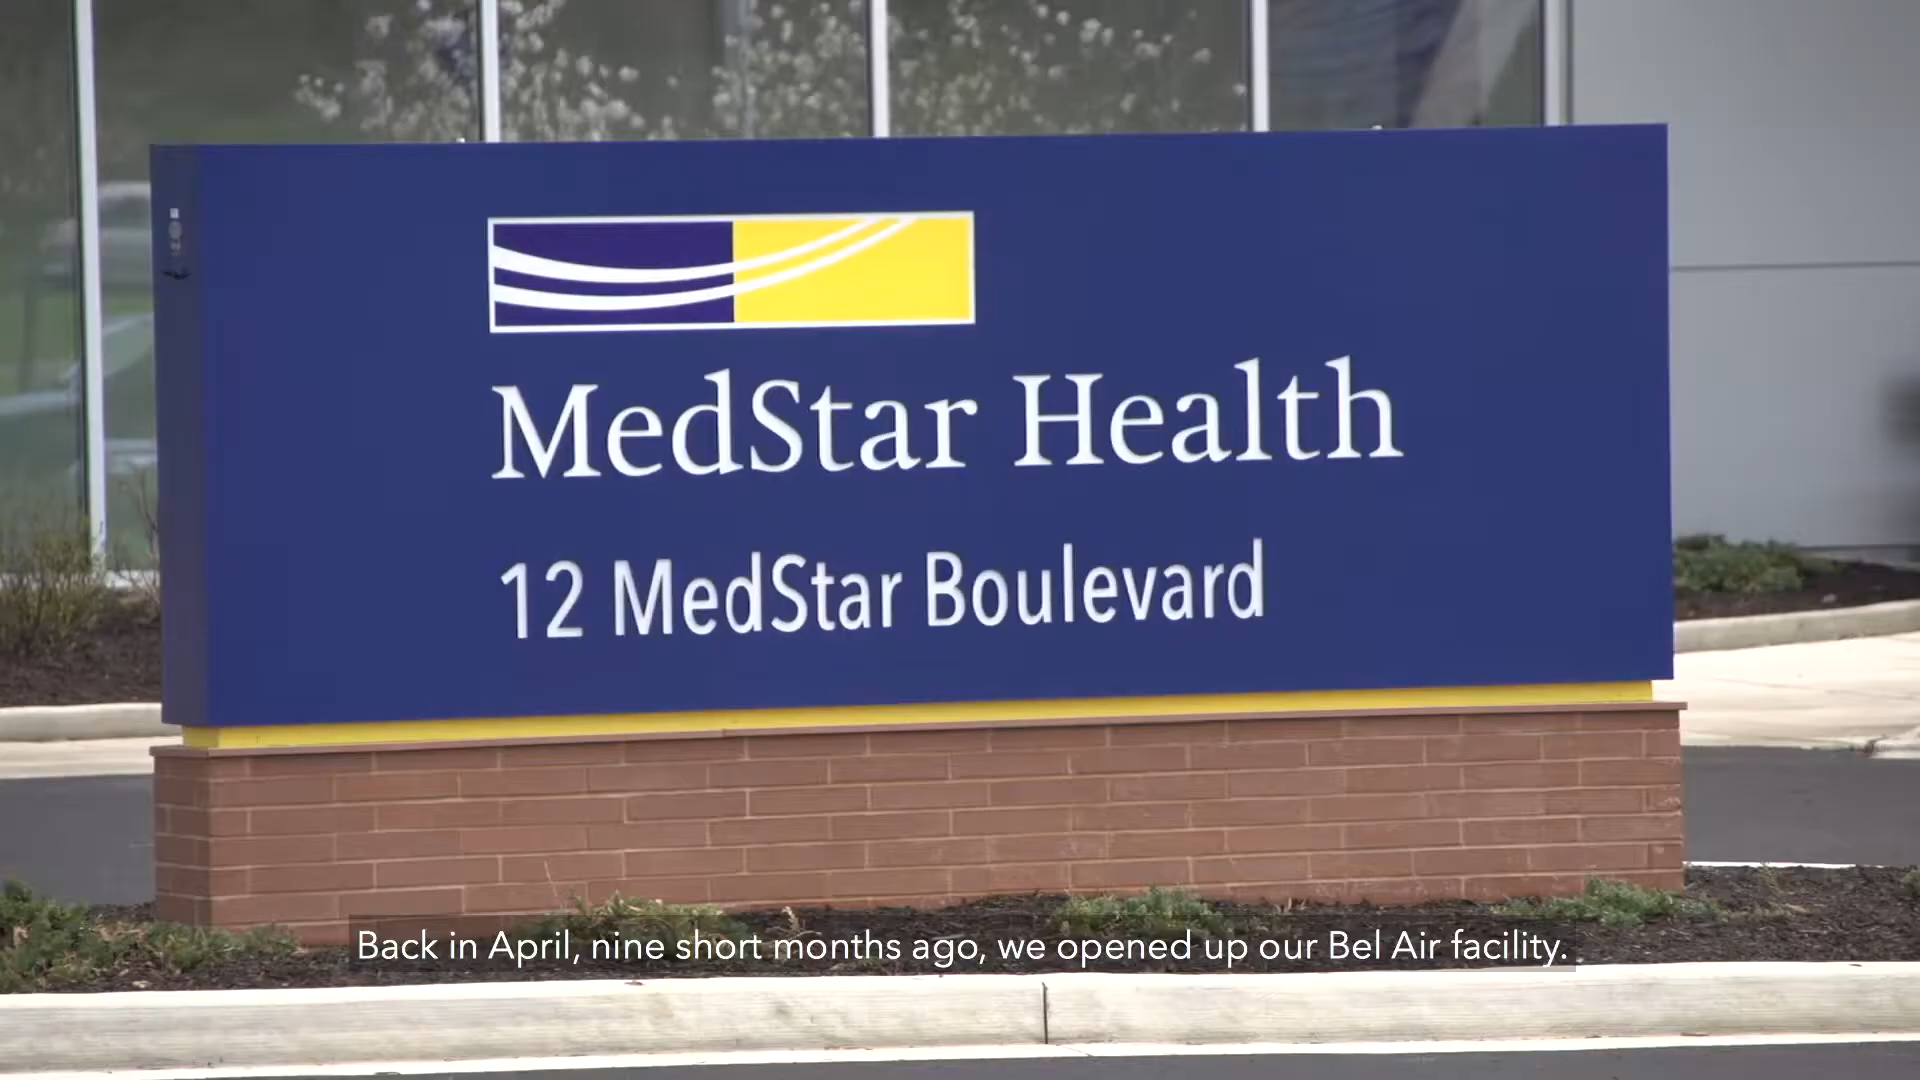 MedStar Health
12 MedStar Boulevard
Back in April, nine short months ago, we opened up our Bel Air facility.